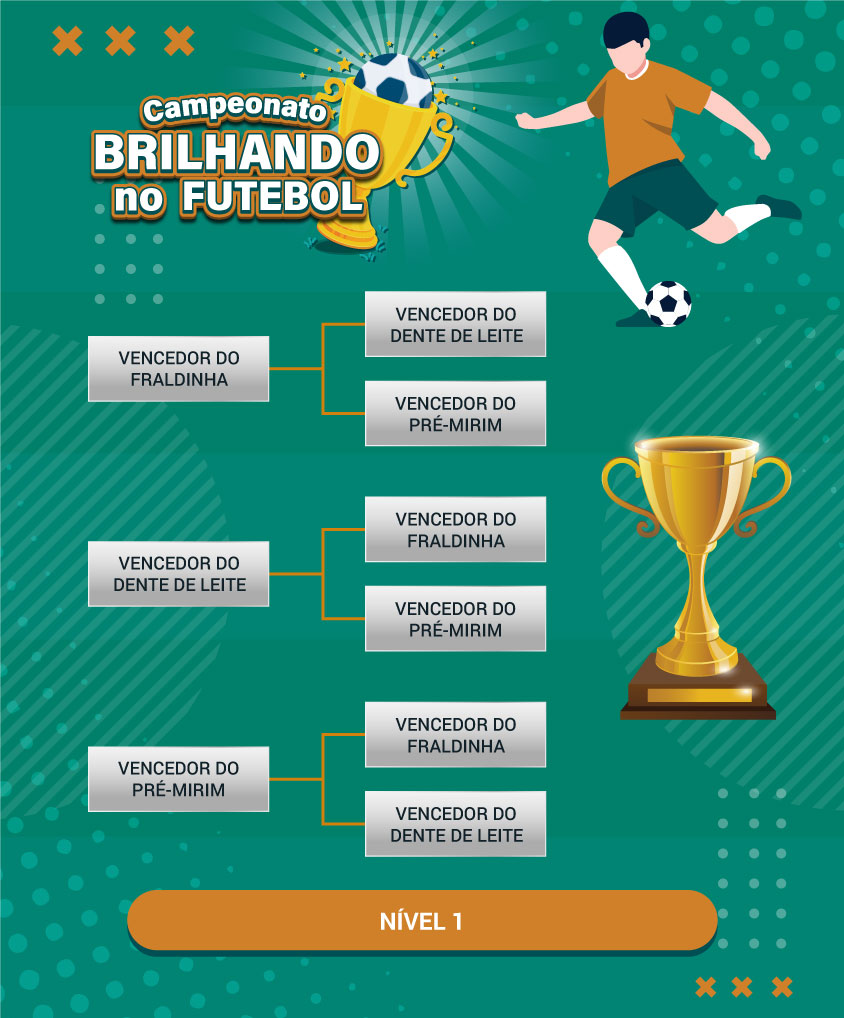 Campeonato
BRILHANDO
no FUTEBOL
VENCEDOR DO
FRALDINHA
VENCEDOR DO
DENTE DE LEITE
VENCEDOR DO
PRÉ-MIRIM
VENCEDOR DO
DENTE DE LEITE
VENCEDOR DO
FRALDINHA
VENCEDOR DO
PRÉ-MIRIM
VENCEDOR DO
PRÉ-MIRIM
VENCEDOR DO
FRALDINHA
VENCEDOR DO
DENTE DE LEITE
NÍVEL 1